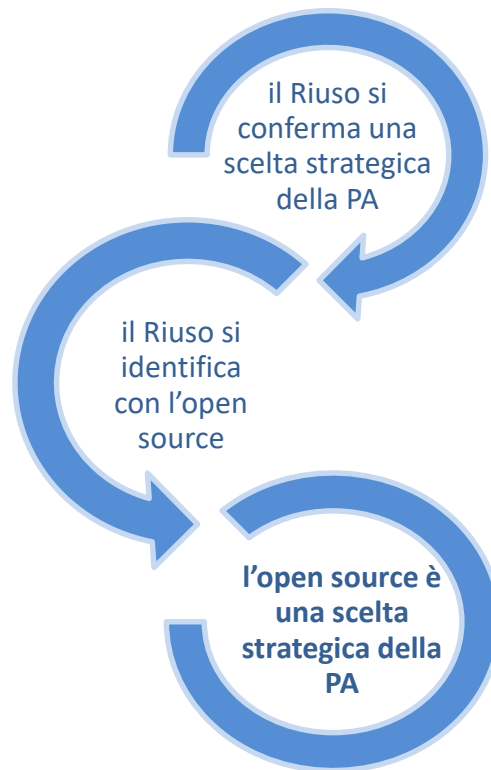 il Riuso si
conferma una
scelta strategica
della PA
il Riuso si
identifica
con l’open
source
l’open source è
una scelta
strategica della
PA